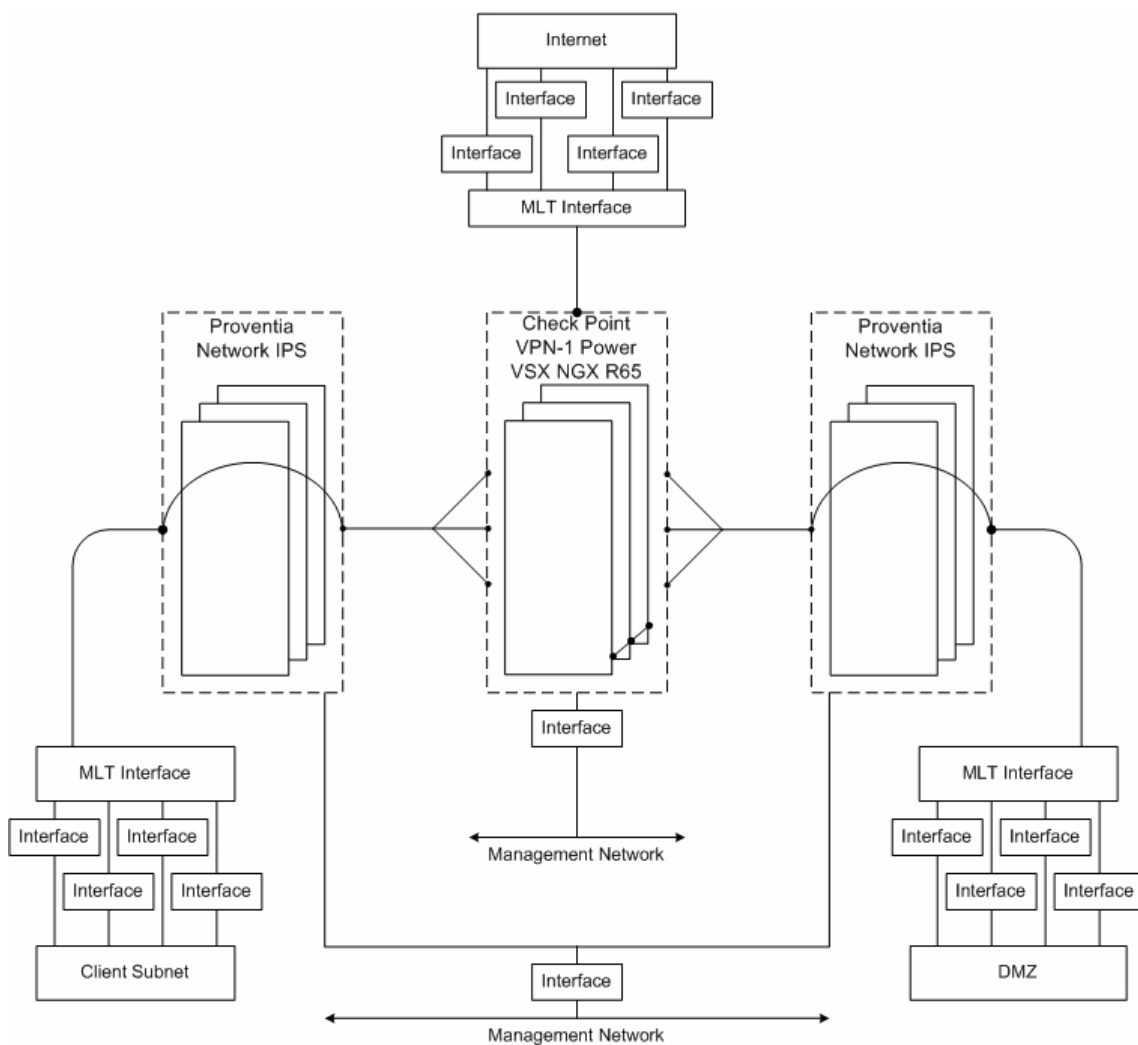 Internet
Interface
Interface
Interface
Interface
MLT Interface
Proventia
Network IPS
Check Point
VPN-1 Power
VSX NGX R65
Proventia
Network IPS
Interface
MLT Interface
MLT Interface
Interface
Interface
Interface
Interface
Management Network
Interface
Interface
Interface
Interface
Client Subnet
Interface
DMZ
Management Network